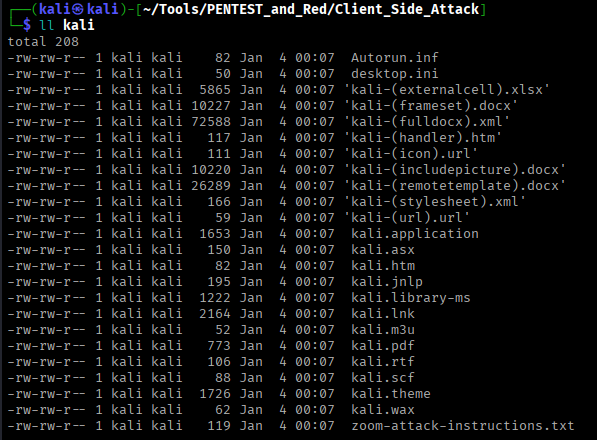 ┌──(kali㉿kali)-[~/Tools/PENTEST_and_Red/Client_Side_Attack]
└─$ ll kali
total 208
-rw-rw-r-- 1 kali kali    82 Jan  4 00:07  Autorun.inf
-rw-rw-r-- 1 kali kali    50 Jan  4 00:07  desktop.ini
-rw-rw-r-- 1 kali kali  5865 Jan  4 00:07 'kali-(externalcell).xlsx'
-rw-rw-r-- 1 kali kali 10227 Jan  4 00:07 'kali-(frameset).docx'
-rw-rw-r-- 1 kali kali 72588 Jan  4 00:07 'kali-(fulldocx).xml'
-rw-rw-r-- 1 kali kali   117 Jan  4 00:07 'kali-(handler).htm'
-rw-rw-r-- 1 kali kali   111 Jan  4 00:07 'kali-(icon).url'
-rw-rw-r-- 1 kali kali 10220 Jan  4 00:07 'kali-(includepicture).docx'
-rw-rw-r-- 1 kali kali 26289 Jan  4 00:07 'kali-(remotetemplate).docx'
-rw-rw-r-- 1 kali kali   166 Jan  4 00:07 'kali-(stylesheet).xml'
-rw-rw-r-- 1 kali kali    59 Jan  4 00:07 'kali-(url).url'
-rw-rw-r-- 1 kali kali  1653 Jan  4 00:07  kali.application
-rw-rw-r-- 1 kali kali   150 Jan  4 00:07  kali.asx
-rw-rw-r-- 1 kali kali    82 Jan  4 00:07  kali.htm
-rw-rw-r-- 1 kali kali   195 Jan  4 00:07  kali.jnlp
-rw-rw-r-- 1 kali kali  1222 Jan  4 00:07  kali.library-ms
-rw-rw-r-- 1 kali kali  2164 Jan  4 00:07  kali.lnk
-rw-rw-r-- 1 kali kali    52 Jan  4 00:07  kali.m3u
-rw-rw-r-- 1 kali kali   773 Jan  4 00:07  kali.pdf
-rw-rw-r-- 1 kali kali   106 Jan  4 00:07  kali.rtf
-rw-rw-r-- 1 kali kali    88 Jan  4 00:07  kali.scf
-rw-rw-r-- 1 kali kali  1726 Jan  4 00:07  kali.theme
-rw-rw-r-- 1 kali kali    62 Jan  4 00:07  kali.wax
-rw-rw-r-- 1 kali kali   119 Jan  4 00:07  zoom-attack-instructions.txt